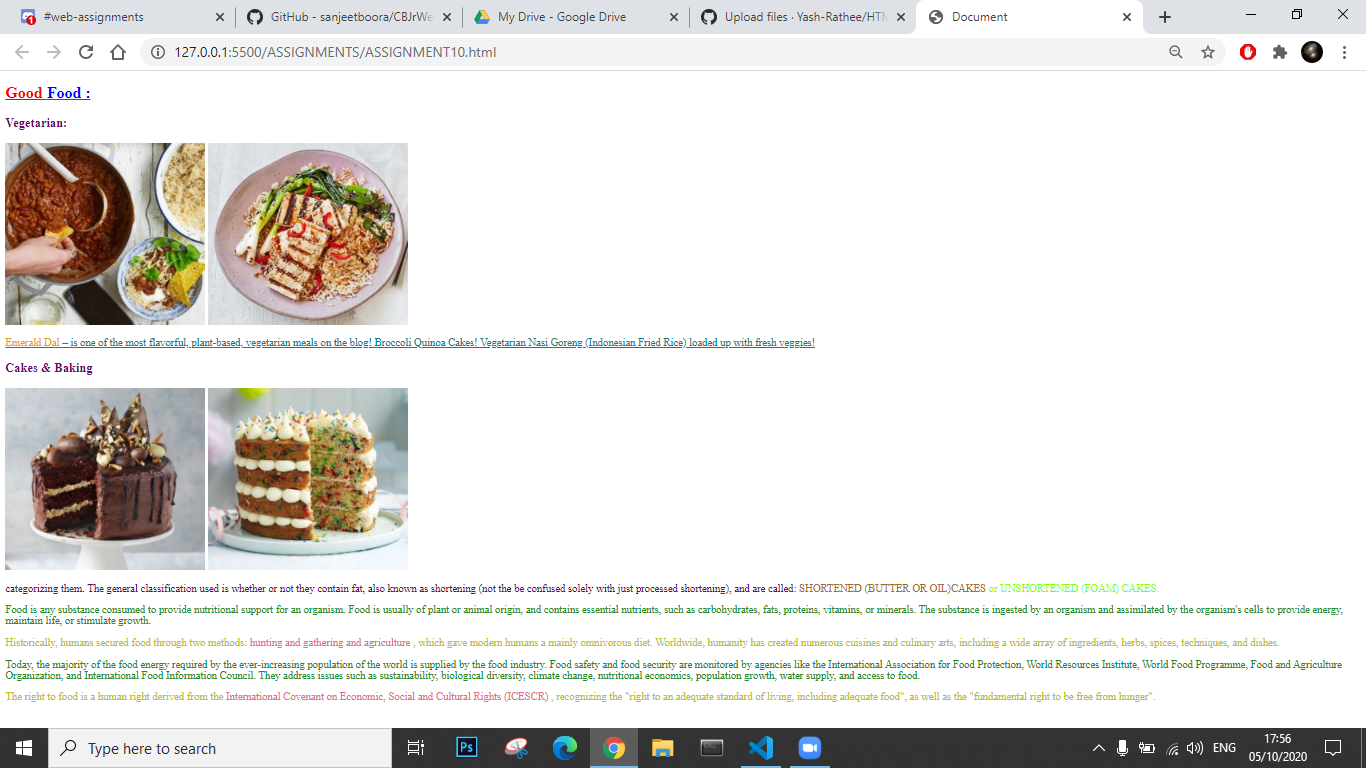 #web-assignments
GitHub - sanjeetboora/CBJrWe
My Drive - Google Drive
Upload files · Yash-Rathee/HTM
Document
127.0.0.1:5500/ASSIGNMENTS/ASSIGNMENT10.html
Good Food :
Vegetarian:
Emerald Dal – is one of the most flavorful, plant-based, vegetarian meals on the blog! Broccoli Quinoa Cakes! Vegetarian Nasi Goreng (Indonesian Fried Rice) loaded up with fresh veggies!
Cakes & Baking
categorizing them. The general classification used is whether or not they contain fat, also known as shortening (not the be confused solely with just processed shortening), and are called: SHORTENED (BUTTER OR OIL)CAKES or UNSHORTENED (FOAM) CAKES.
Food is any substance consumed to provide nutritional support for an organism. Food is usually of plant or animal origin, and contains essential nutrients, such as carbohydrates, fats, proteins, vitamins, or minerals. The substance is ingested by an organism and assimilated by the organism's cells to provide energy,
maintain life, or stimulate growth.
Historically, humans secured food through two methods: hunting and gathering and agriculture , which gave modern humans a mainly omnivorous diet. Worldwide, humanity has created numerous cuisines and culinary arts, including a wide array of ingredients, herbs, spices, techniques, and dishes.
Today, the majority of the food energy required by the ever-increasing population of the world is supplied by the food industry. Food safety and food security are monitored by agencies like the International Association for Food Protection, World Resources Institute, World Food Programme, Food and Agriculture
Organization, and International Food Information Council. They address issues such as sustainability, biological diversity, climate change, nutritional economics, population growth, water supply, and access to food.
The right to food is a human right derived from the International Covenant on Economic, Social and Cultural Rights (ICESCR) , recognizing the "right to an adequate standard of living, including adequate food", as well as the "fundamental right to be free from hunger".
Type here to search
Ps
ENG
17:56
05/10/2020